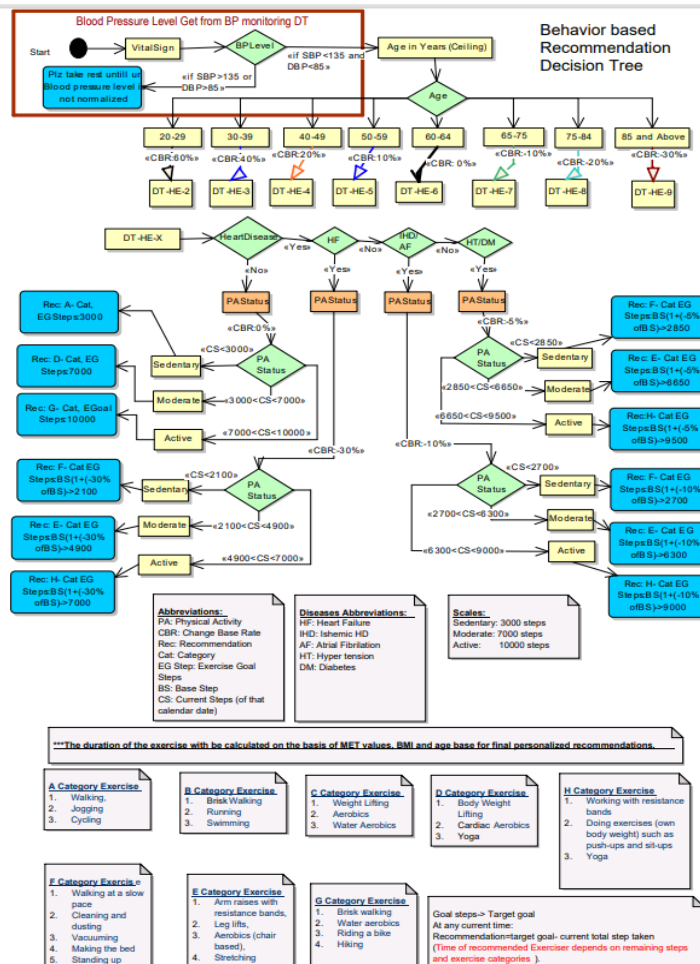 Blood Pressure Level Get from BP monitoring DT
Behavior based
Recommendation
Decision Tree
Start
VitalSign
BPLevel
«if SBP<135 and
DBP<85»
Age in Years (Ceiling)
«if SBP>135 or
DBP>85»
Plz take rest untill ur
Blood pressure level is
not normalized
Age
20-29
30-39
40-49
50-59
60-64
65-75
75-84
85 and Above
«CBR:60%»
«CBR:40%»
«CBR:20%»
«CBR:10%»
«CBR: 0%»
«CBR:-10%»
«CBR:-20%»
«CBR:-30%»
DT-HE-2
DT-HE-3
DT-HE-4
DT-HE-5
DT-HE-6
DT-HE-7
DT-HE-8
DT-HE-9
DT-HE-X
HeartDisease
«Yes»
HF
«No»
IHD/
AF
«No»
HT/DM
«No»
«Yes»
«Yes»
«Yes»
PAStatus
PAStatus
PAStatus
PAStatus
«CBR:0%»
«CBR:-5%»
Rec: A- Cat,
EGSteps:3000
«CS<3000»
Sedentary
PA
Status
Rec: D- Cat, EG
Steps:7000
Moderate
«3000<CS<7000»
Rec: G- Cat, EGoal
Steps:10000
Active
«7000<CS<10000»
«CS<2850»
PA
Status
Sedentary
Rec: F- Cat EG
Steps:BS(1+(-5%
ofBS)->2850
«2850<CS<6650»
Moderate
Rec: E- Cat EG
Steps:BS(1+(-5%
ofBS)->6650
«6650<CS<9500»
Active
Rec:H- Cat EG
Steps:BS(1+(-5%
ofBS)->9500
«CBR:-30%»
«CBR:-10%»
Rec: F- Cat EG
Steps:BS(1+(-30%
ofBS)->2100
«CS<2100»
Sedentary
PA
Status
Rec: E- Cat EG
Steps:BS(1+(-30%
ofBS)->4900
Moderate
«2100<CS<4900»
Rec: H- Cat EG
Steps:BS(1+(-30%
ofBS)->7000
Active
«4900<CS<7000»
«CS<2700»
PA
Status
Sedentary
Rec: F- Cat EG
Steps:BS(1+(-10%
ofBS)->2700
«2700<CS<6300»
Moderate
Rec: E- Cat EG
Steps:BS(1+(-10%
ofBS)->6300
«6300<CS<9000»
Active
Rec: H- Cat EG
Steps:BS(1+(-10%
ofBS)->9000
Abbreviations:
PA: Physical Activity
CBR: Change Base Rate
Rec: Recommendation
Cat: Category
EG Step: Exercise Goal
Steps
BS: Base Step
CS: Current Steps (of that
calendar date)
Diseases Abbreviations:
HF: Heart Failure
IHD: Ishemic HD
AF: Atrial Fibrilation
HT: Hyper tension
DM: Diabetes
Scales:
Sedentary: 3000 steps
Moderate: 7000 steps
Active: 10000 steps
***The duration of the exercise with be calculated on the basis of MET values, BMI and age base for final personalized recommendations.
A Category Exercise
1. Walking,
2. Jogging
3. Cycling
B Category Exercise
1. Brisk Walking
2. Running
3. Swimming
C Category Exercise
1. Weight Lifting
2. Aerobics
3. Water Aerobics
D Category Exercise
1. Body Weight
Lifting
2. Cardiac Aerobics
3. Yoga
H Category Exercise
1. Working with resistance
bands
2. Doing exercises (own
body weight) such as
push-ups and sit-ups
3. Yoga
F Category Exercis e
1. Walking at a slow
pace
2. Cleaning and
dusting
3. Vacuuming
4. Making the bed
5. Standing up
E Category Exercise
1. Arm raises with
resistance bands,
2. Leg lifts,
3. Aerobics (chair
based),
4. Stretching
G Category Exercise
1. Brisk walking
2. Water aerobics
3. Riding a bike
4. Hiking
Goal steps-> Target goal
At any current time:
Recommendation=target goal- current total step taken
(Time of recommended Exerciser depends on remaining steps
and exercise categories ).